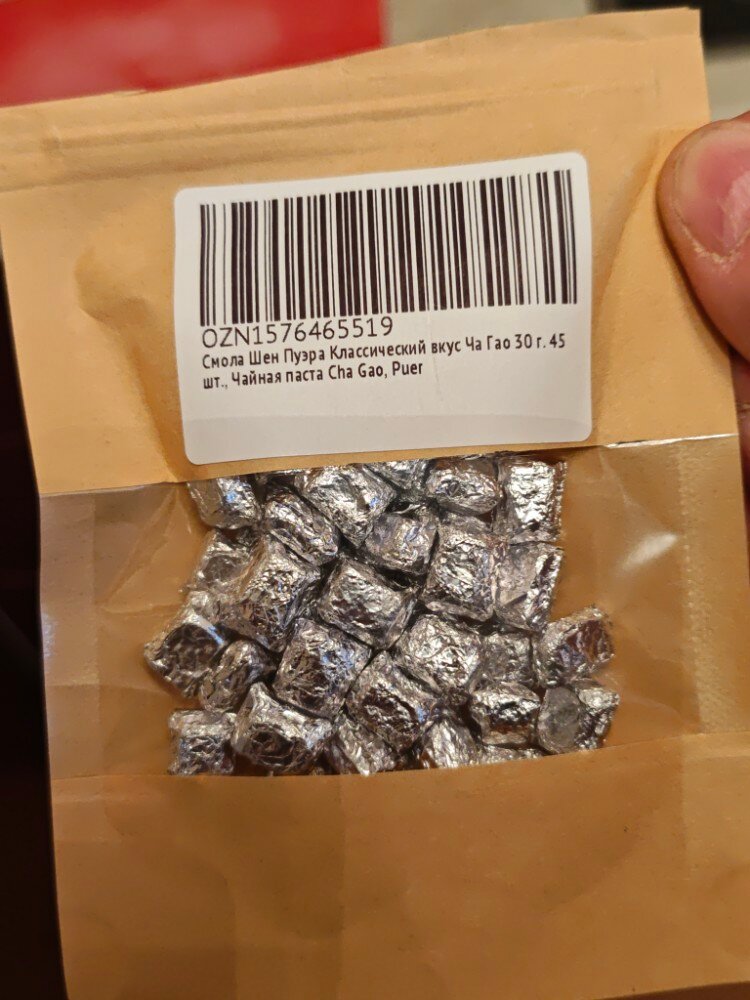 OZN1576465519
Смола Шен Пуэра Классический вкус Ча Гао 30 г. 45
шт., Чайная паста Cha Gao, Puer